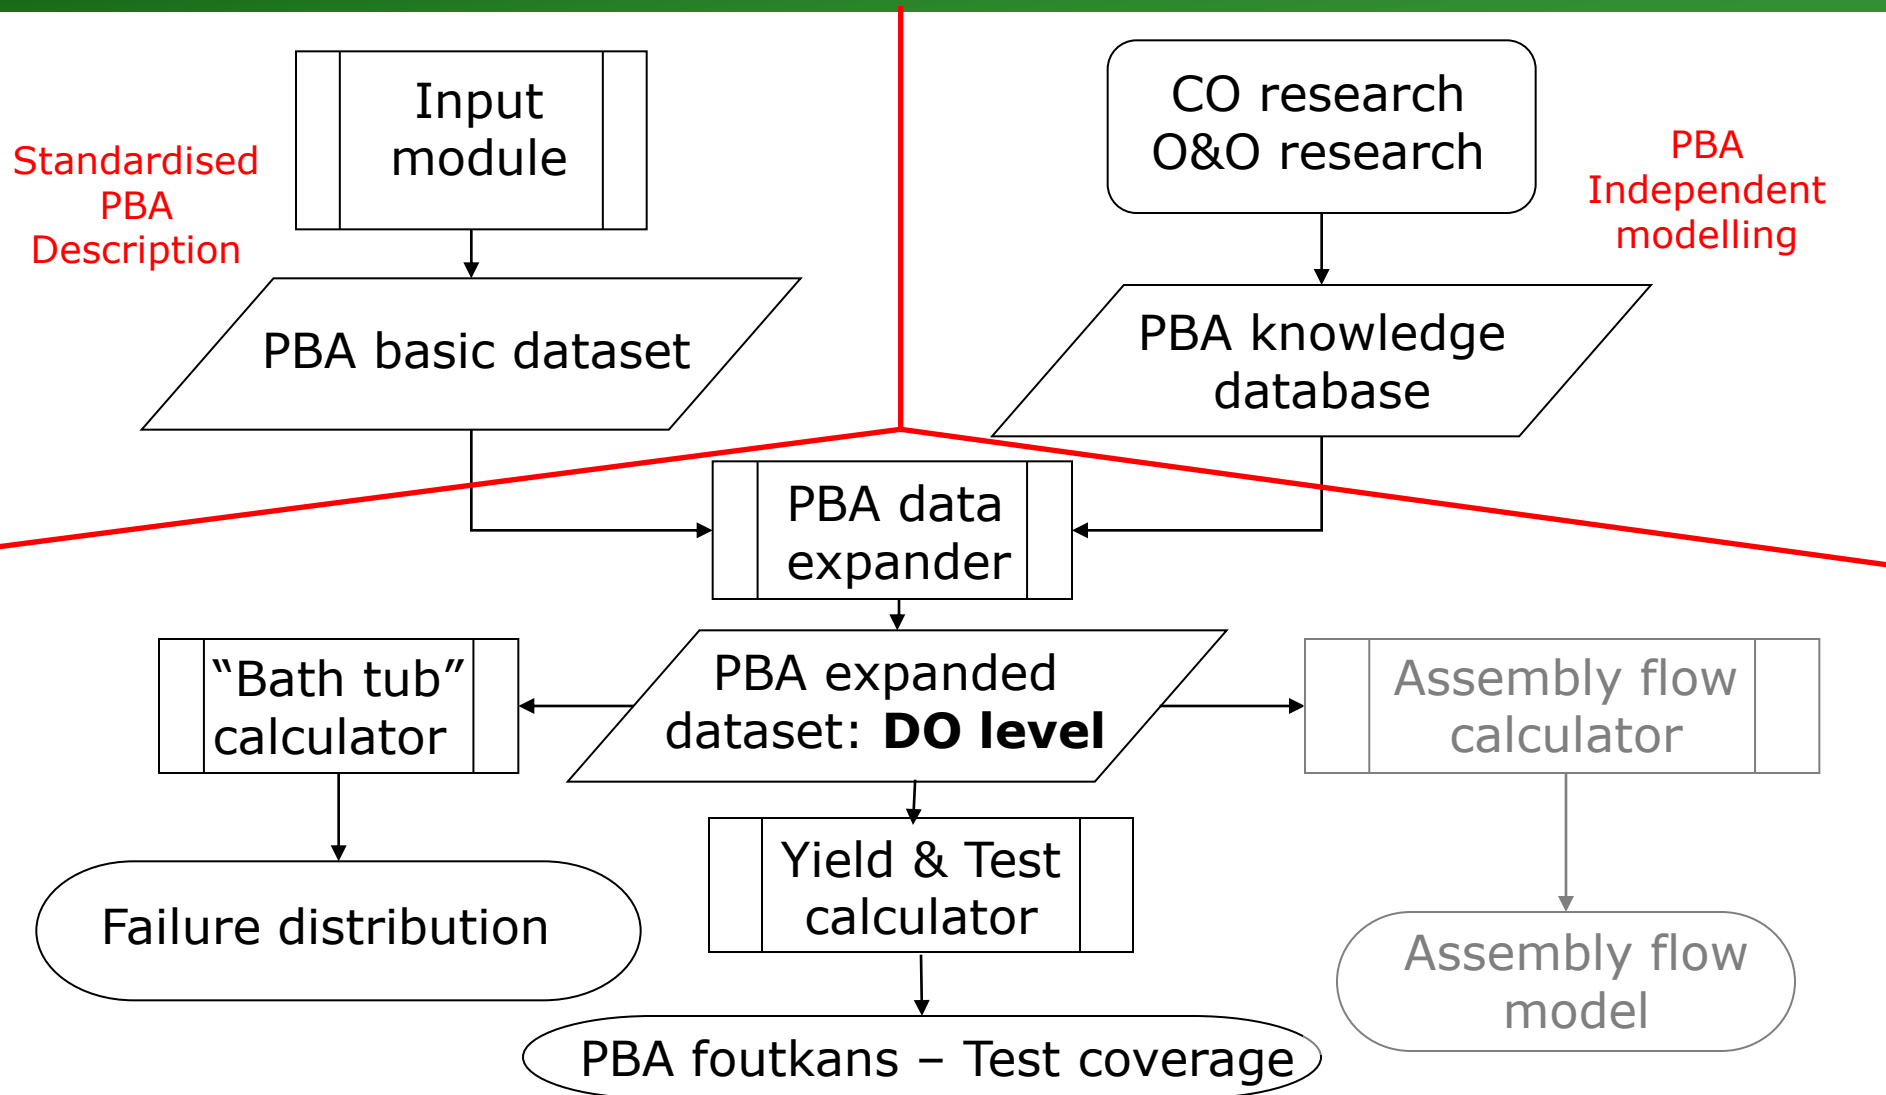 Input
module
CO research
O&O research
Standardised
PBA
Description
PBA
Independent
modelling
PBA basic dataset
PBA knowledge
database
PBA data
expander
“Bath tub”
calculator
PBA expanded
dataset: DO level
Assembly flow
calculator
Yield & Test
calculator
Failure distribution
Assembly flow
model
PBA foutkans – Test coverage